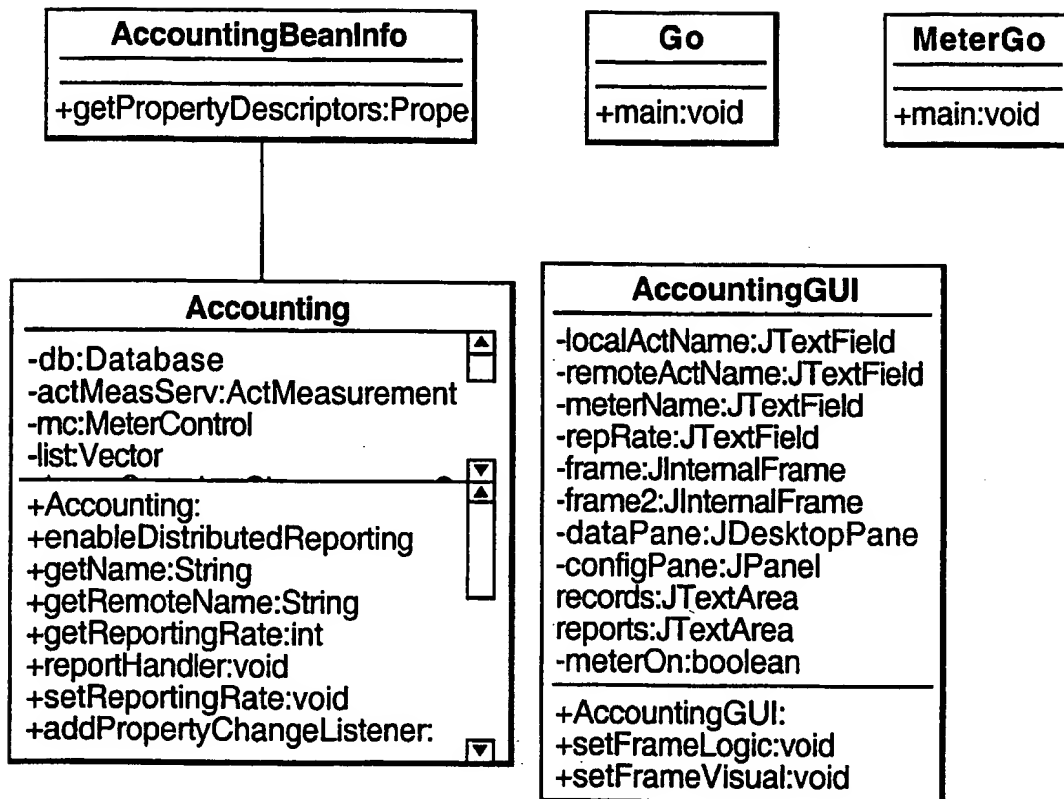 AccountingBeanInfo
+getPropertyDescriptors:Prope
Go
+main:void
MeterGo
+main:void
Accounting
-db:Database
-actMeasServ:ActMeasurement
-mc:MeterControl
-list:Vector
+Accounting:
+enableDistributedReporting
+getName:String
+getRemoteName:String
+getReportingRate:int
+reportHandler:void
+setReportingRate:void
+addPropertyChangeListener:
AccountingGUI
-localActName:JTextField
-remoteActName:JTextField
-meterName:JTextField
-repRate:JTextField
-frame:JInternalFrame
-frame2:JInternalFrame
-dataPane:JDesktopPane
-configPane:JPanel
records:JTextArea
reports:JTextArea
-meterOn:boolean
+AccountingGUI:
+setFrameLogic:void
+setFrameVisual:void